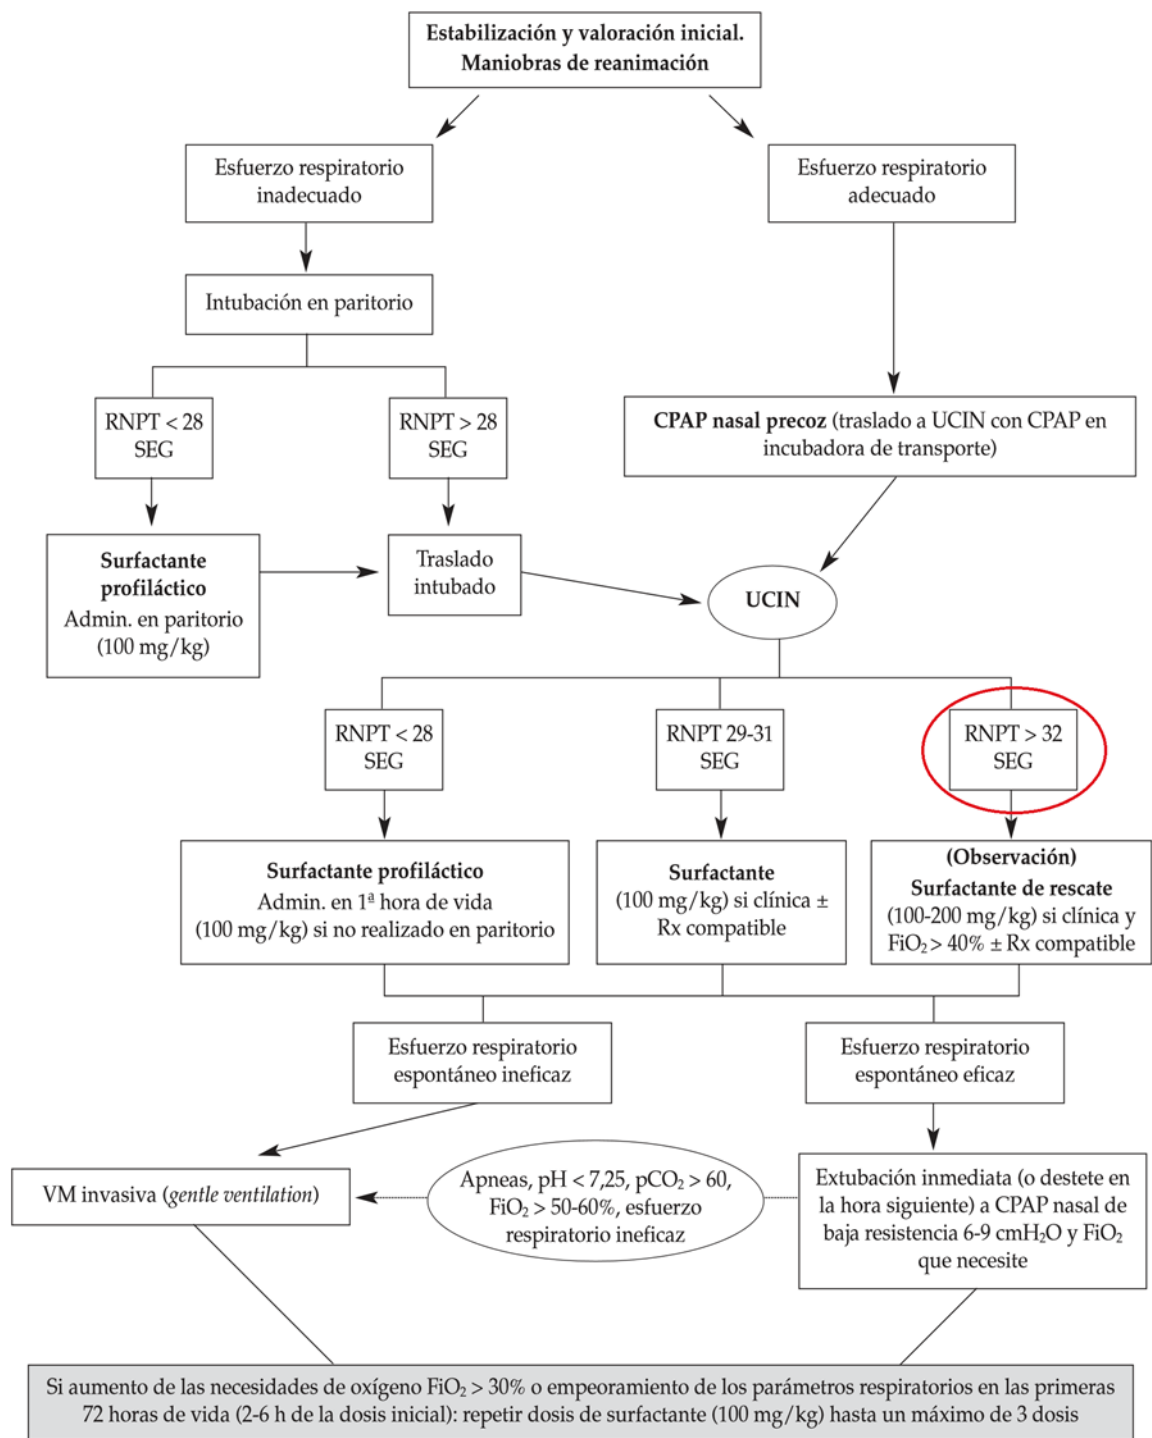 Estabilización y valoración inicial.
Maniobras de reanimación
Esfuerzo respiratorio
inadecuado
Esfuerzo respiratorio
adecuado
Intubación en paritorio
RNPT < 28
SEG
RNPT > 28
SEG
CPAP nasal precoz (traslado a UCIN con CPAP en
incubadora de transporte)
Surfactante
profiláctico
Admin. en paritorio
(100 mg/kg)
Traslado
intubado
UCIN
RNPT < 28
SEG
RNPT 29-31
SEG
RNPT > 32
SEG
Surfactante profiláctico
Admin. en 1ª hora de vida
(100 mg/kg) si no realizado en paritorio
Surfactante
(100 mg/kg) si clínica ±
Rx compatible
(Observación)
Surfactante de rescate
(100-200 mg/kg) si clínica y
FiO₂ > 40% ± Rx compatible
Esfuerzo respiratorio
espontáneo ineficaz
Esfuerzo respiratorio
espontáneo eficaz
VM invasiva (gentle ventilation)
Apneas, pH < 7,25, pCO₂ > 60,
FiO₂ > 50-60%, esfuerzo
respiratorio ineficaz
Extubación inmediata (o destete en
la hora siguiente) a CPAP nasal de
baja resistencia 6-9 cmH₂O y FiO₂
que necesite
Si aumento de las necesidades de oxígeno FiO₂ > 30% o empeoramiento de los parámetros respiratorios en las primeras
72 horas de vida (2-6 h de la dosis inicial): repetir dosis de surfactante (100 mg/kg) hasta un máximo de 3 dosis